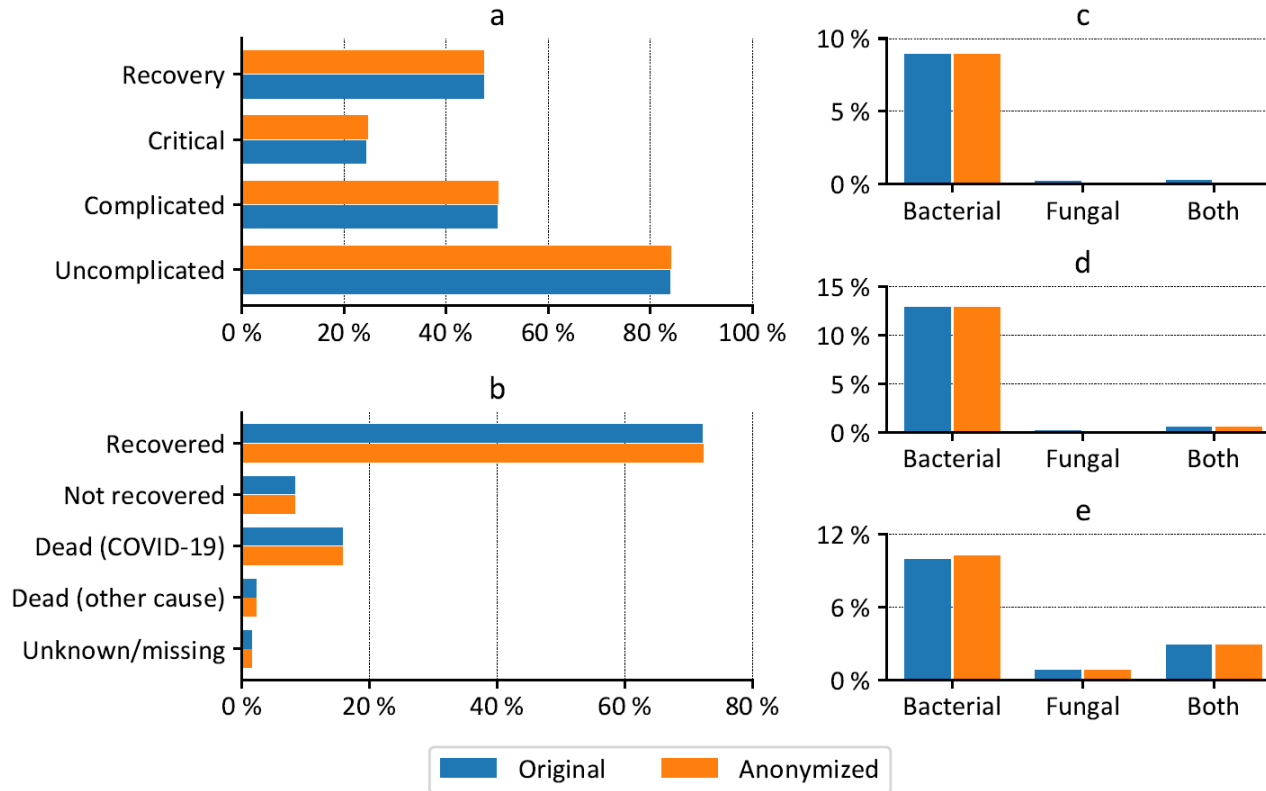 a
Recovery
Critical
Complicated
Uncomplicated
0 % 20 % 40 % 60 % 80 % 100 %
b
Recovered
Not recovered
Dead (COVID-19)
Dead (other cause)
Unknown/missing
0 % 20 % 40 % 60 % 80 %
c
10 %
5 %
0 %
Bacterial Fungal Both
d
15 %
10 %
5 %
0 %
Bacterial Fungal Both
e
12 %
6 %
0 %
Bacterial Fungal Both
Original Anonymized